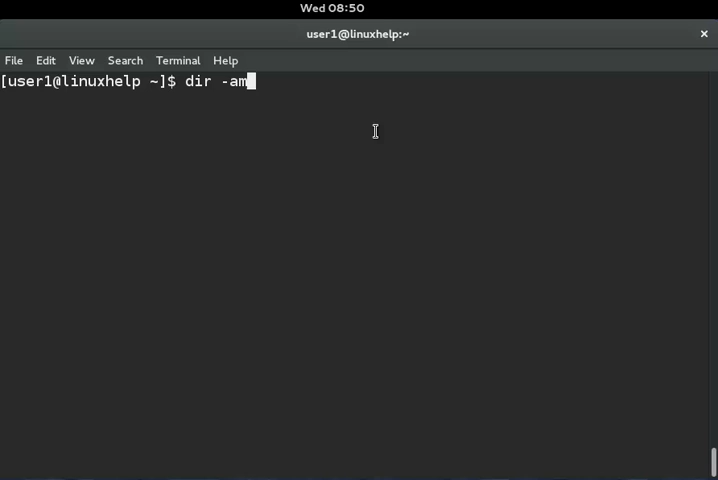 Wed 08:50
user1@linuxhelp:~ ×
File Edit View Search Terminal Help
[user1@linuxhelp ~]$ dir -am